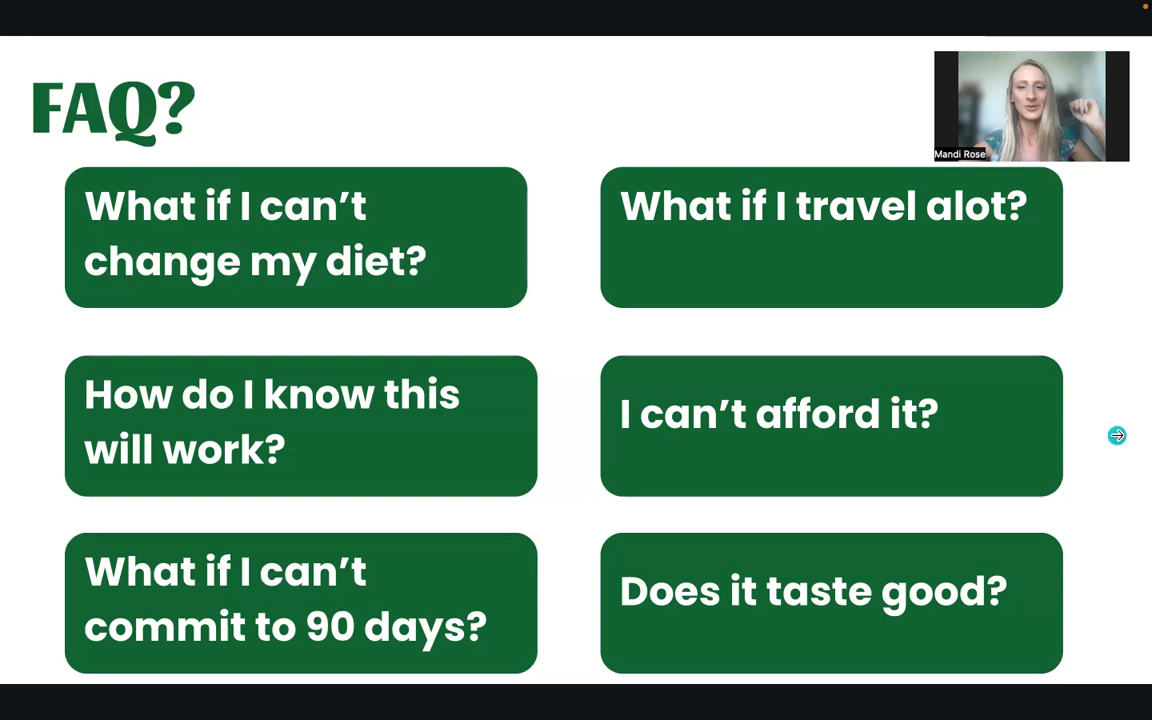 FAQ?
Mandi Rose
What if I can't
change my diet?
What if I travel alot?
How do I know this
will work?
I can't afford it?
What if I can't
commit to 90 days?
Does it taste good?